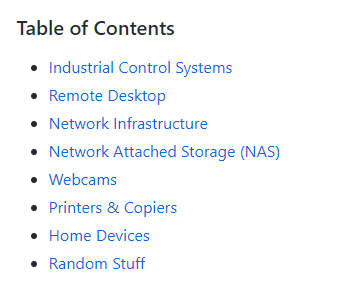 Table of Contents
Industrial Control Systems
Remote Desktop
Network Infrastructure
Network Attached Storage (NAS)
Webcams
Printers & Copiers
Home Devices
Random Stuff